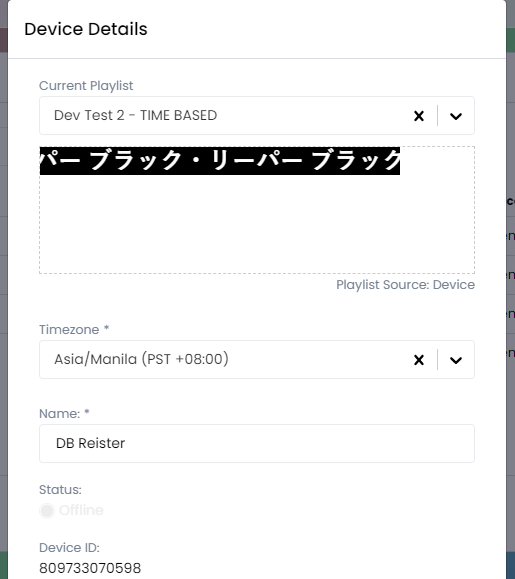 Device Details
Current Playlist
Dev Test 2 - TIME BASED
パー ブラック・リーパー ブラック
Playlist Source: Device
Timezone *
Asia/Manila (PST +08:00)
Name: *
DB Reister
Status:
Offline
Device ID:
809733070598